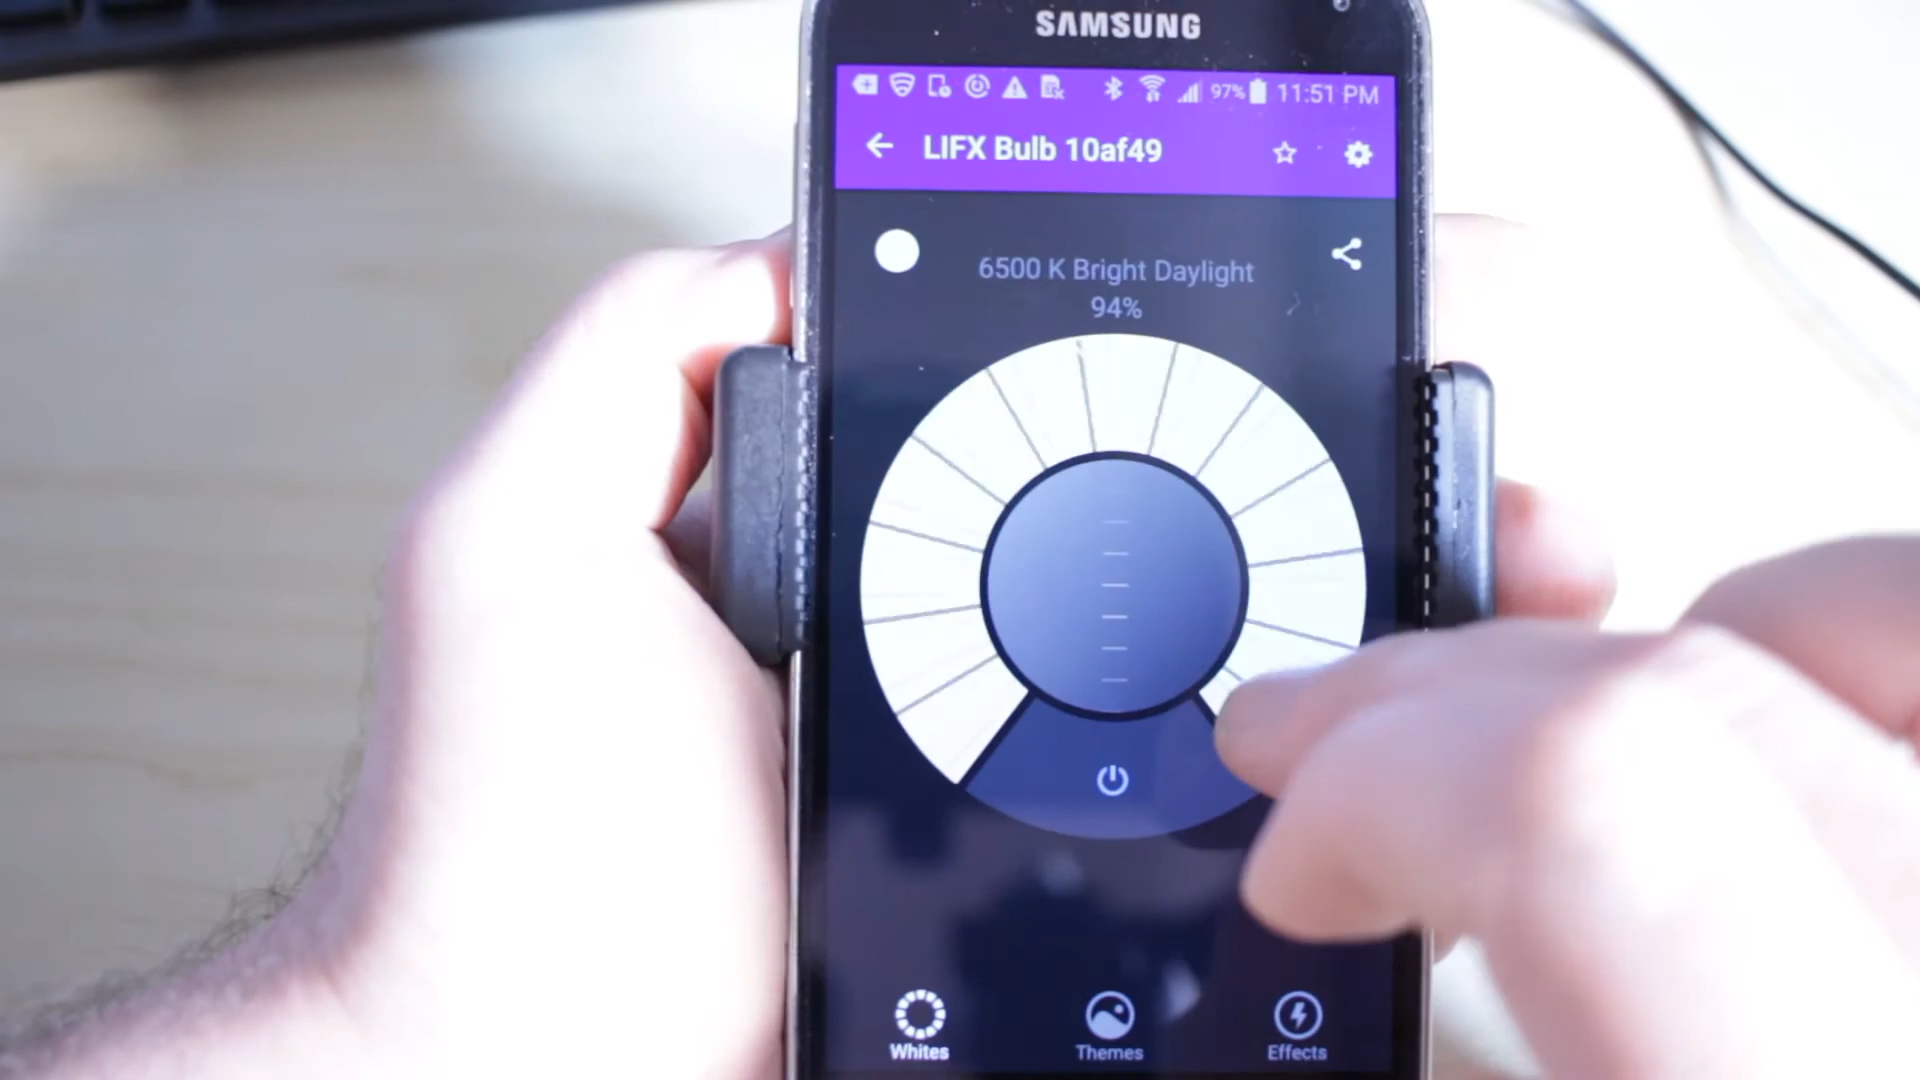 SAMSUNG
97% 11:51 PM
LIFX Bulb 10af49
6500 K Bright Daylight
94%
Whites
Themes
Effects